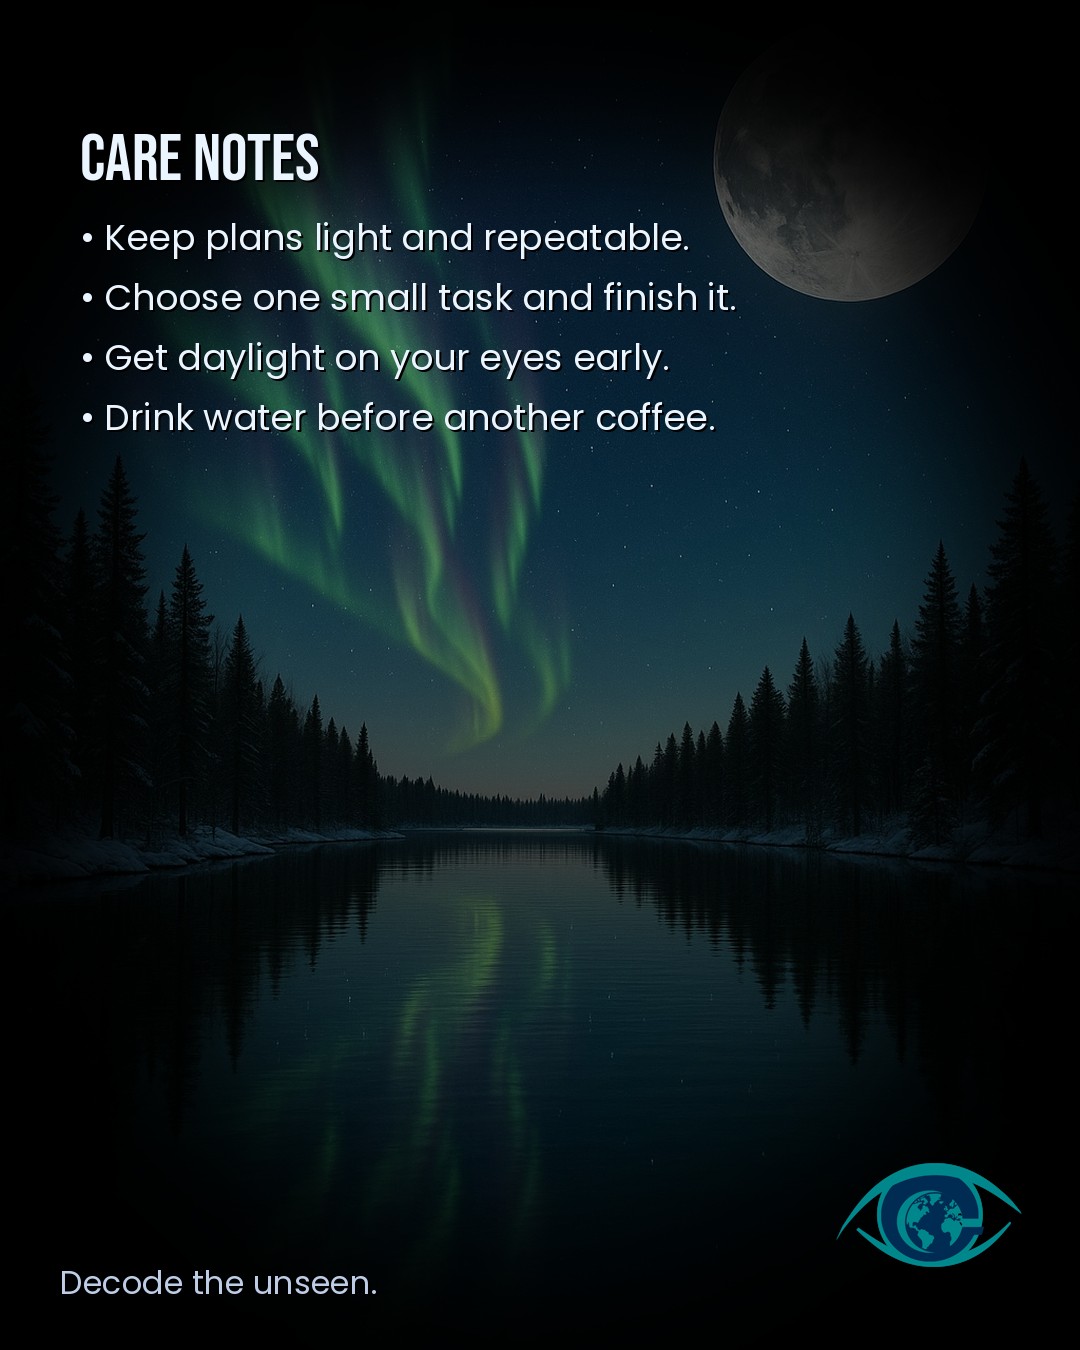 CARE NOTES
• Keep plans light and repeatable.
• Choose one small task and finish it.
• Get daylight on your eyes early.
• Drink water before another coffee.
Decode the unseen.